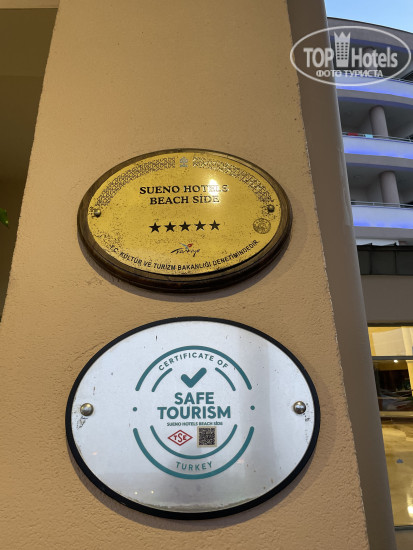 TOP Hotels
ФОТО ТУРИСТА
SUENO HOTELS
BEACH SIDE
Türkiye
T.C. KÜLTÜR VE TURİZM BAKANLIĞI DENETİMİNDEDİR.
CERTIFICATE OF
SAFE
TOURISM
SUENO HOTELS BEACH SIDE
TSE
TURKEY